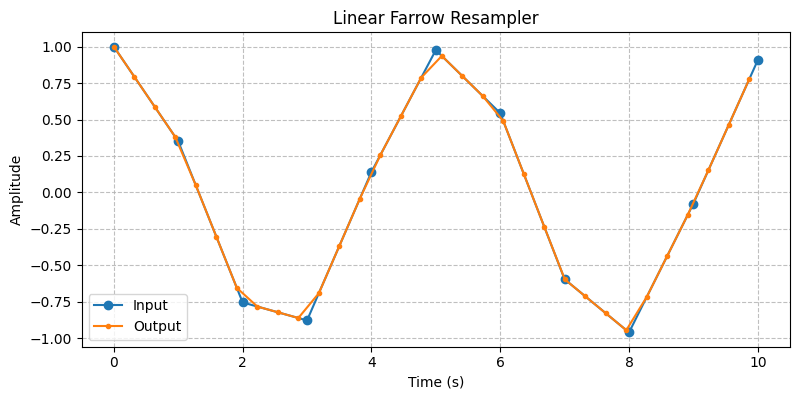 Linear Farrow Resampler
1.00
0.75
0.50
0.25
0.00
−0.25
−0.50
−0.75
−1.00
Amplitude
Input
Output
0 2 4 6 8 10
Time (s)